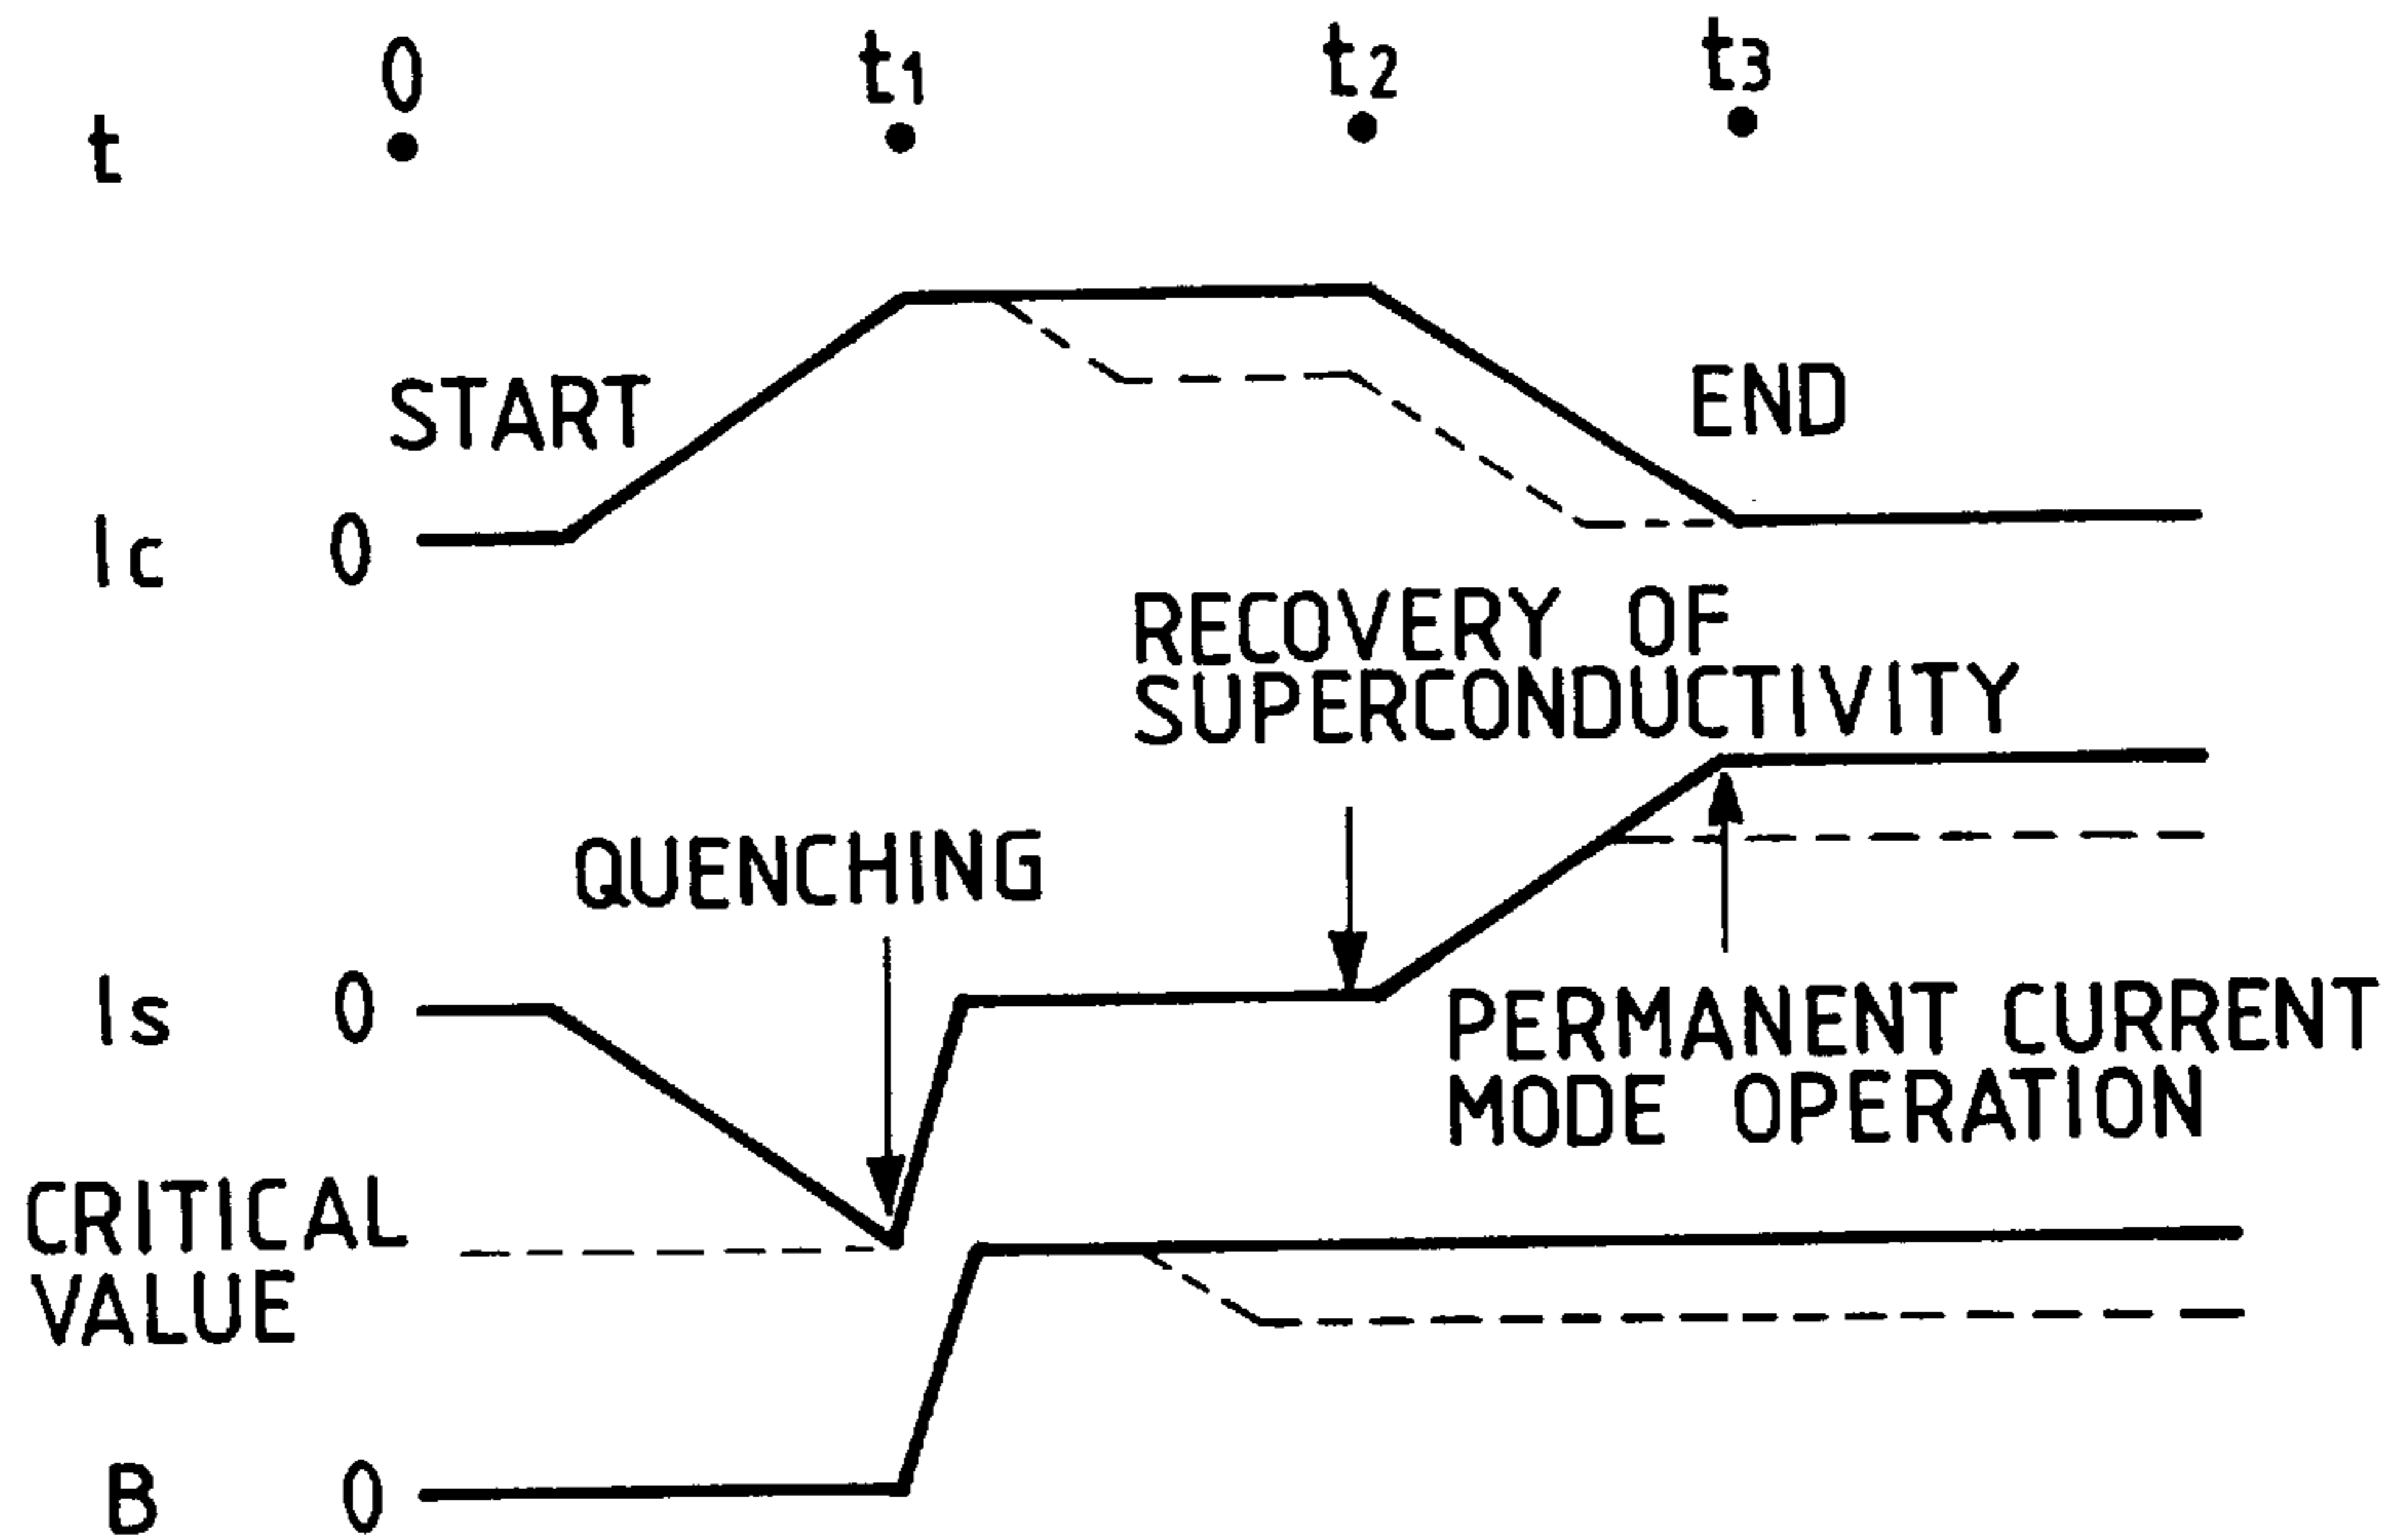 0 t1 t2 t3
t
START
END
Ic 0
RECOVERY OF
SUPERCONDUCTIVITY
QUENCHING
Is 0
PERMANENT CURRENT
MODE OPERATION
CRITICAL
VALUE
B 0